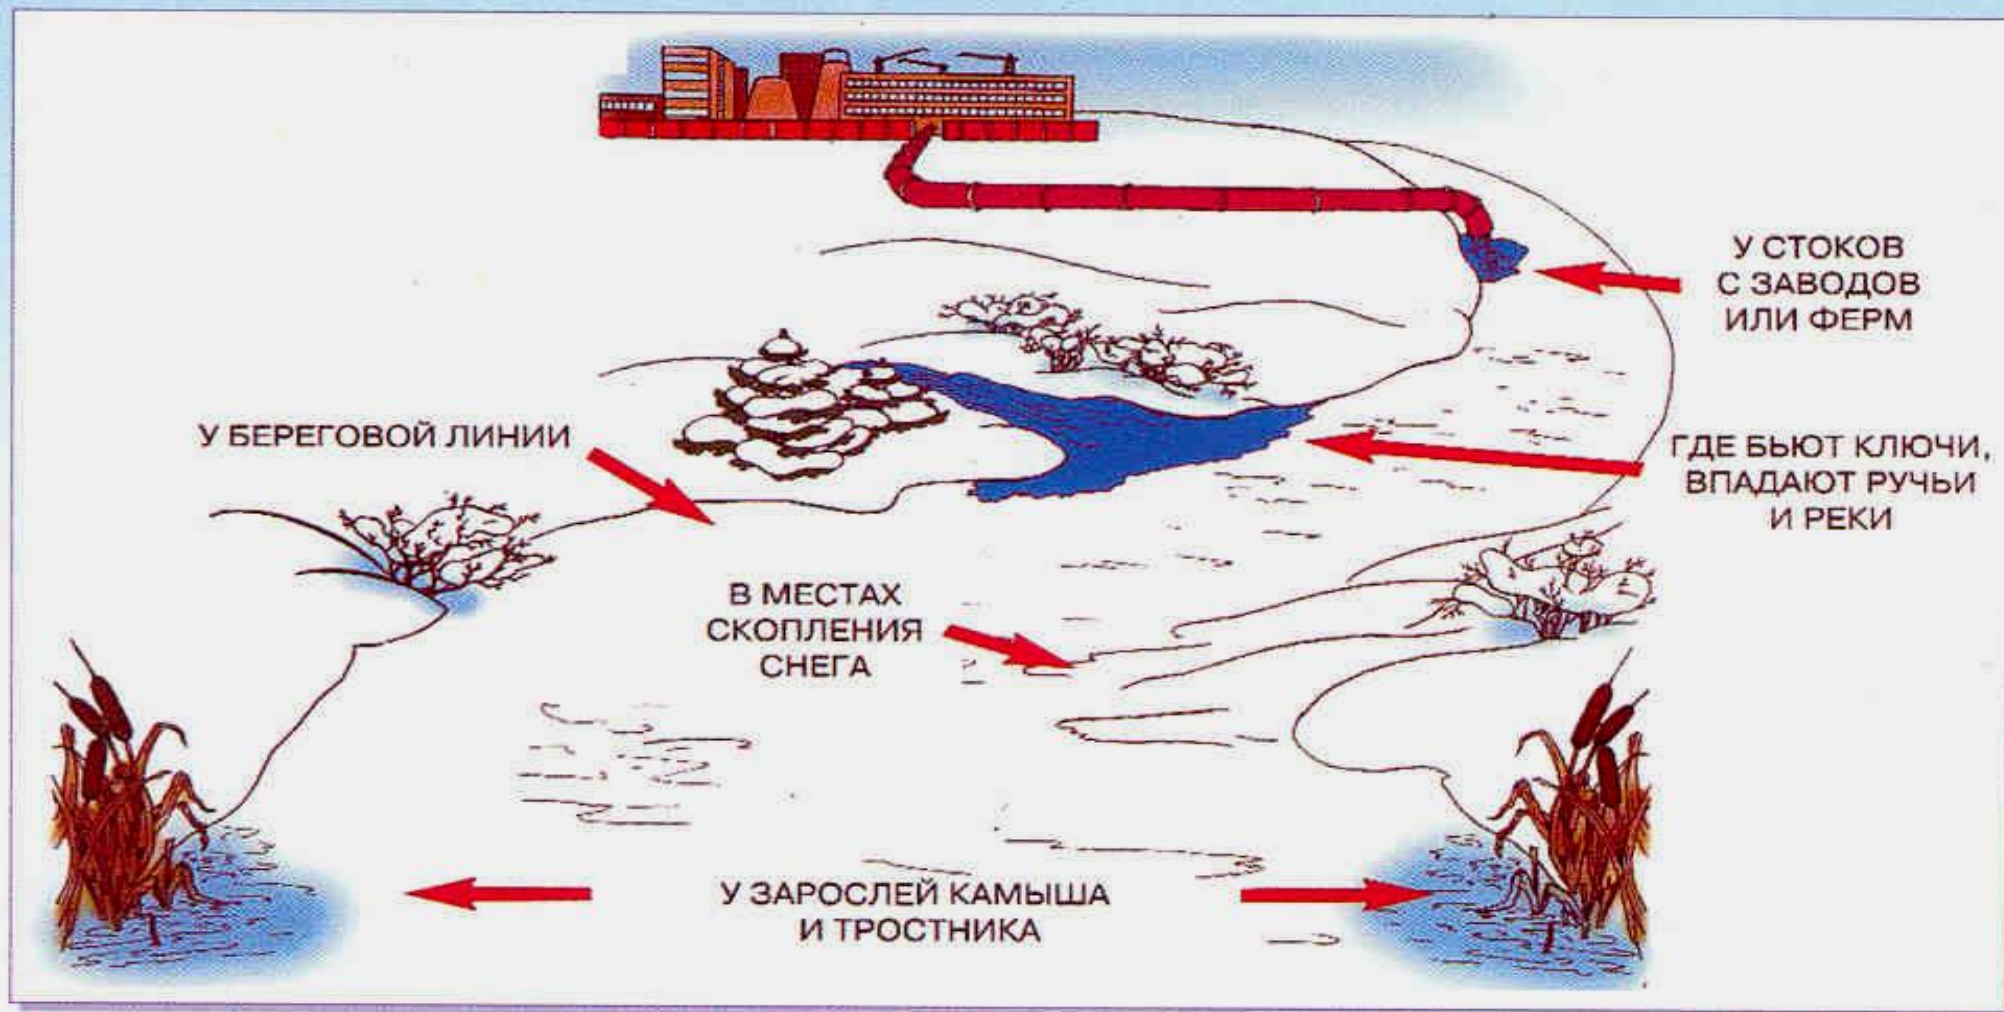 У СТОКОВ
С ЗАВОДОВ
ИЛИ ФЕРМ
У БЕРЕГОВОЙ ЛИНИИ
ГДЕ БЬЮТ КЛЮЧИ,
ВПАДАЮТ РУЧЬИ
И РЕКИ
В МЕСТАХ
СКОПЛЕНИЯ
СНЕГА
У ЗАРОСЛЕЙ КАМЫША
И ТРОСТНИКА